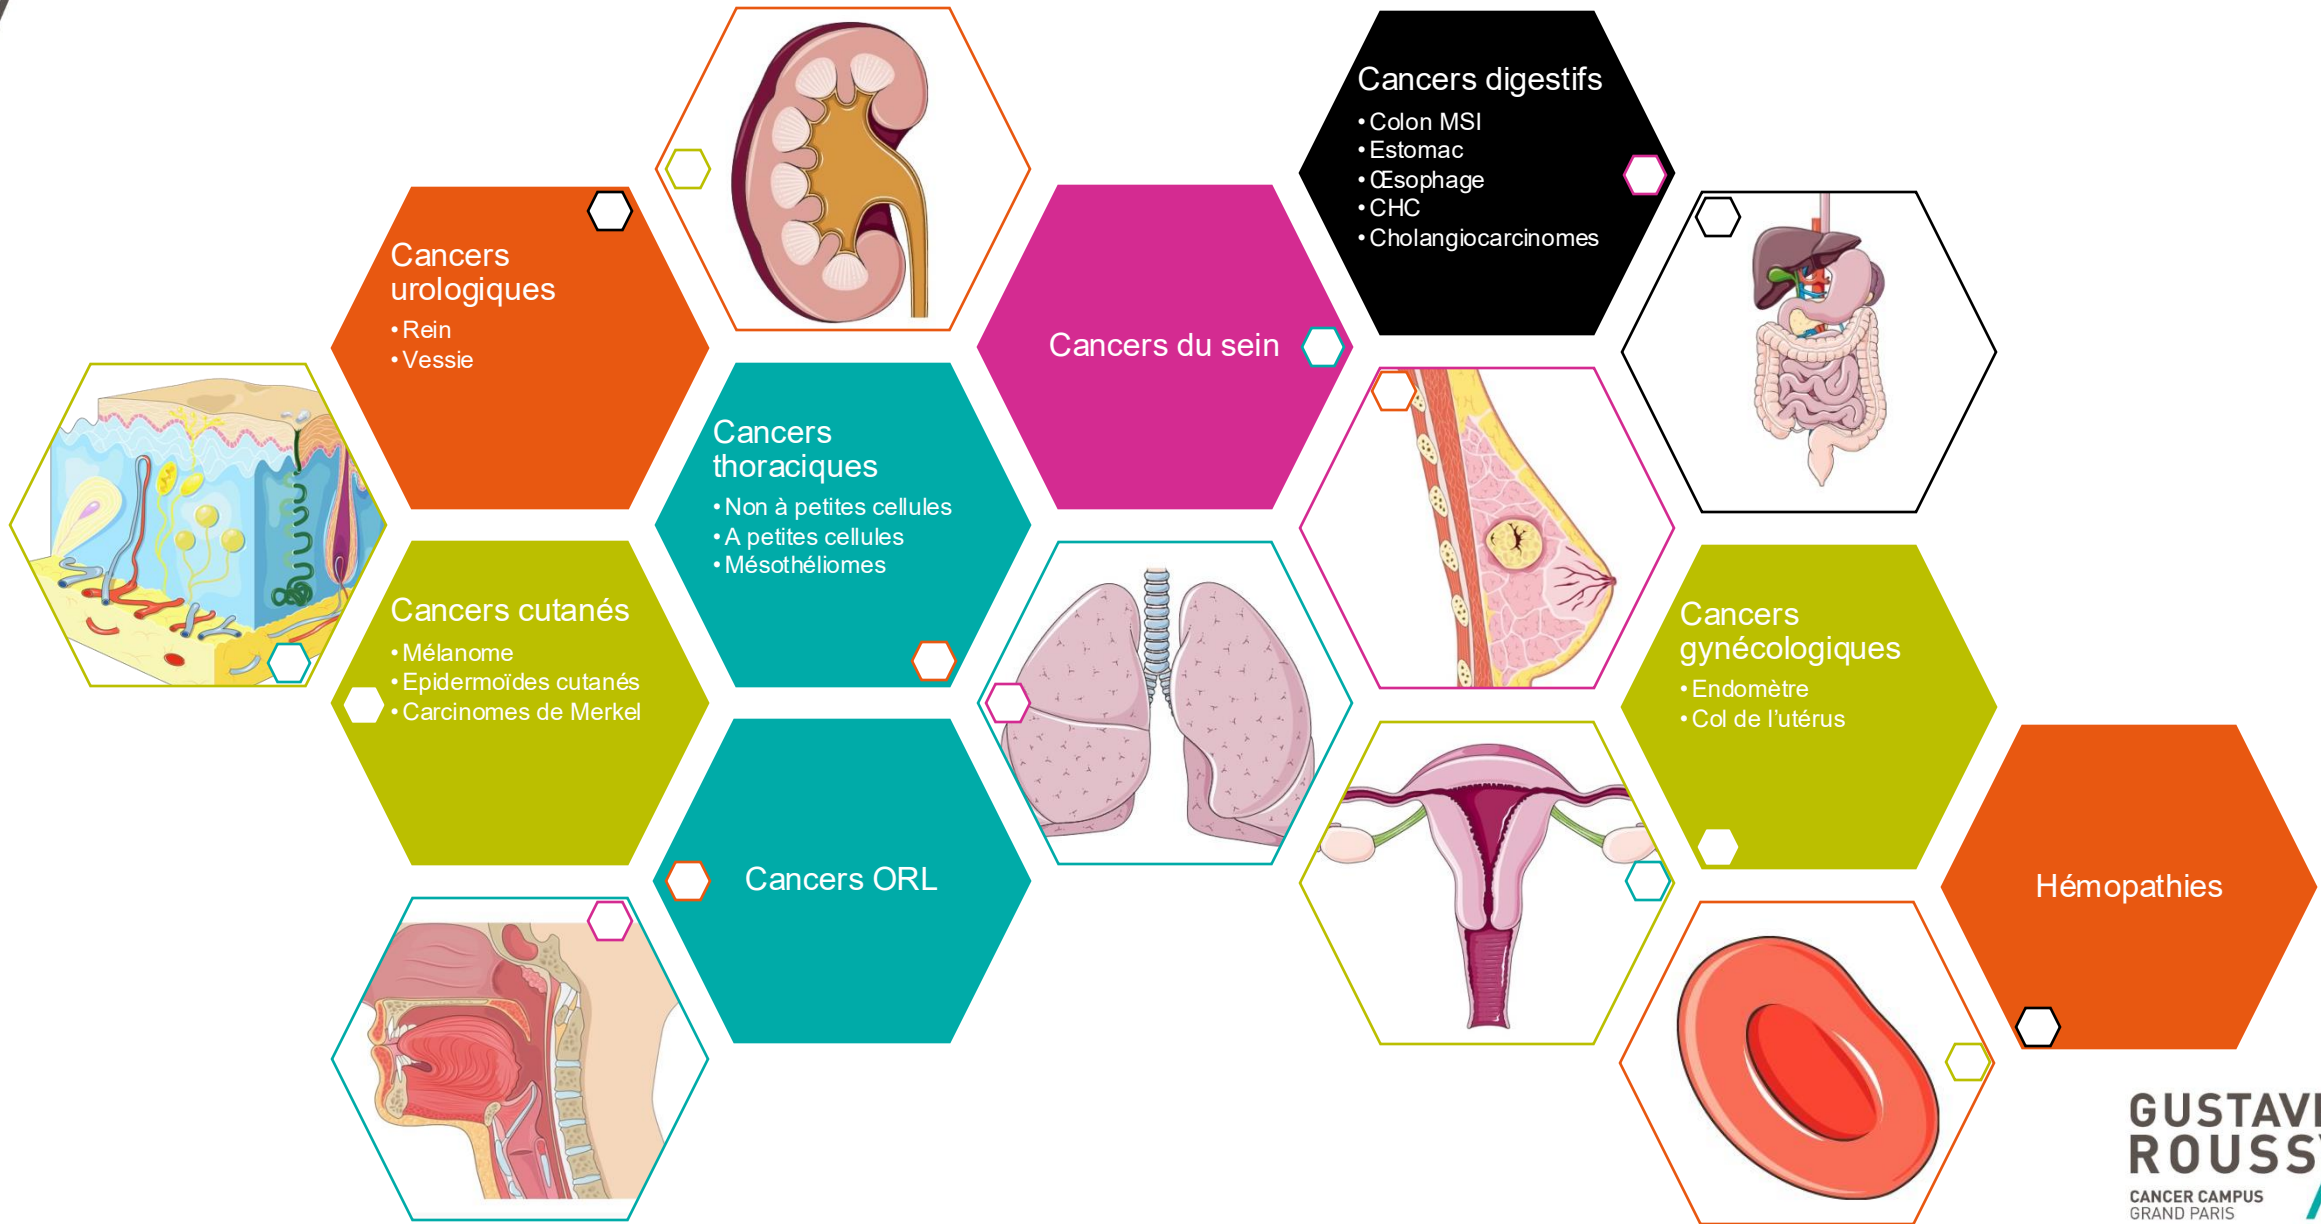 Cancers
urologiques
• Rein
• Vessie
Cancers cutanés
• Mélanome
• Epidermoïdes cutanés
• Carcinomes de Merkel
Cancers
thoraciques
• Non à petites cellules
• A petites cellules
• Mésothéliomes
Cancers ORL
Cancers du sein
Cancers digestifs
• Colon MSI
• Estomac
• Œsophage
• CHC
• Cholangiocarcinomes
Cancers
gynécologiques
• Endomètre
• Col de l’utérus
Hémopathies
GUSTAVE
ROUSSY
CANCER CAMPUS
GRAND PARIS